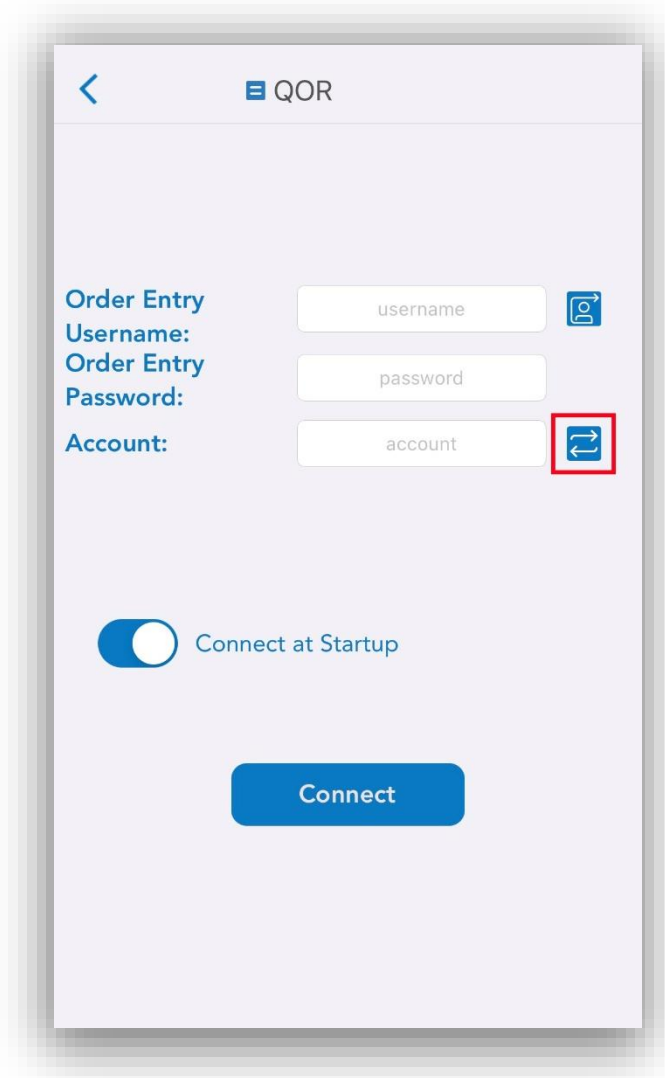 QOR
Order Entry
Username:
username
Order Entry
Password:
password
Account:
account
Connect at Startup
Connect